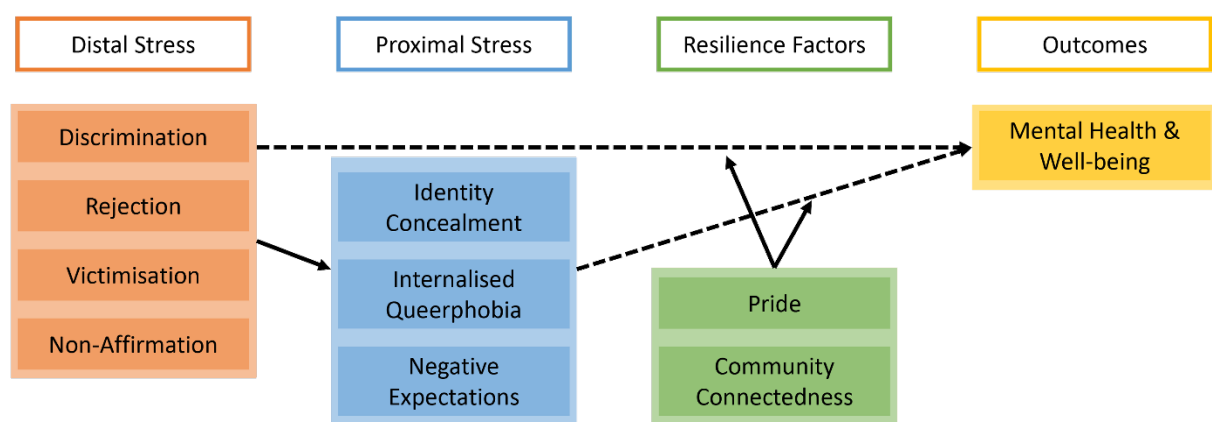 Distal Stress
Proximal Stress
Resilience Factors
Outcomes
Discrimination
Rejection
Victimisation
Non-Affirmation
Identity
Concealment
Internalised
Queerphobia
Negative
Expectations
Pride
Community
Connectedness
Mental Health &
Well-being